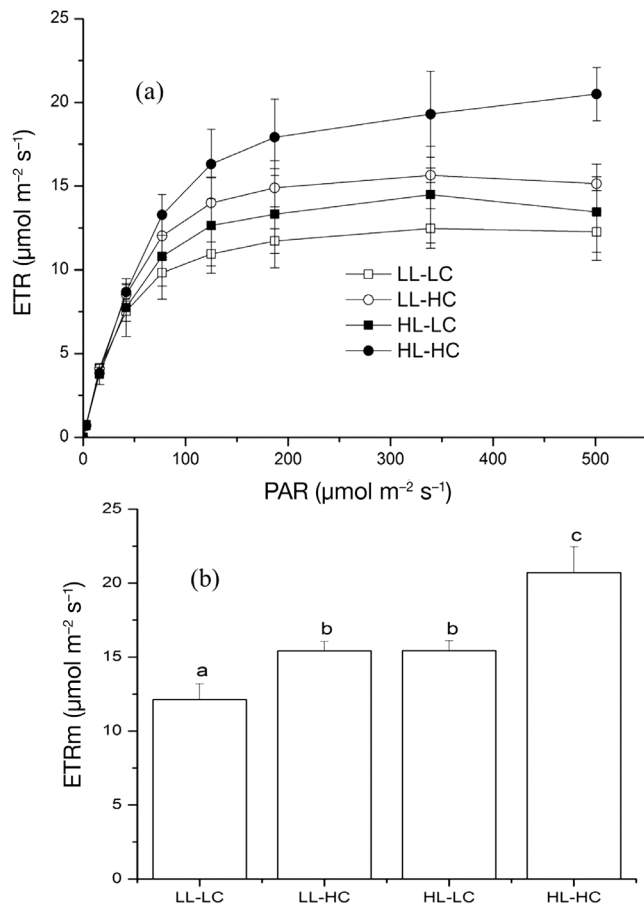 25
(a)
20
15
10
5
0
ETR (μmol m⁻² s⁻¹)
LL-LC
LL-HC
HL-LC
HL-HC
0 100 200 300 400 500
PAR (μmol m⁻² s⁻¹)
25
(b)
20
15
10
5
0
ETRm (μmol m⁻² s⁻¹)
a
b
b
c
LL-LC LL-HC HL-LC HL-HC